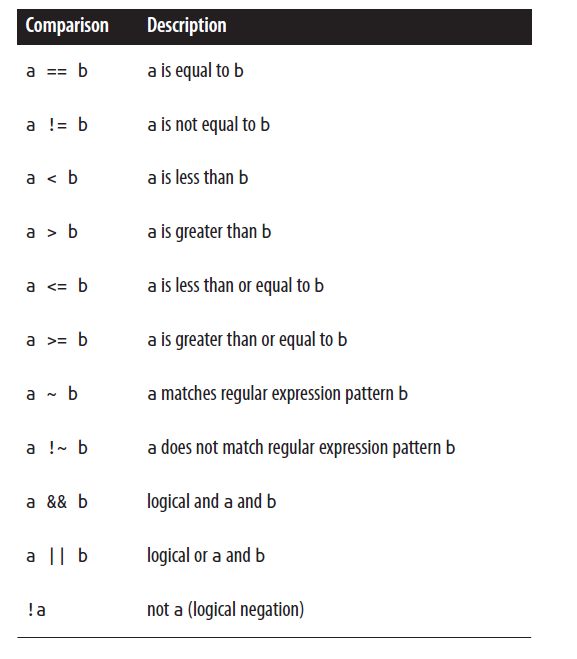 Comparison Description
a == b a is equal to b
a != b a is not equal to b
a < b a is less than b
a > b a is greater than b
a <= b a is less than or equal to b
a >= b a is greater than or equal to b
a ~ b a matches regular expression pattern b
a !~ b a does not match regular expression pattern b
a && b logical and a and b
a || b logical or a and b
!a not a (logical negation)